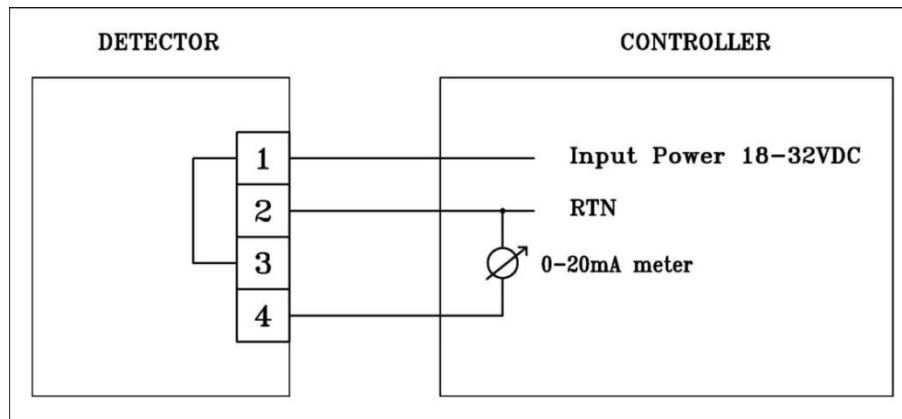 DETECTOR
CONTROLLER
1
Input Power 18-32VDC
2
RTN
3
0-20mA meter
4